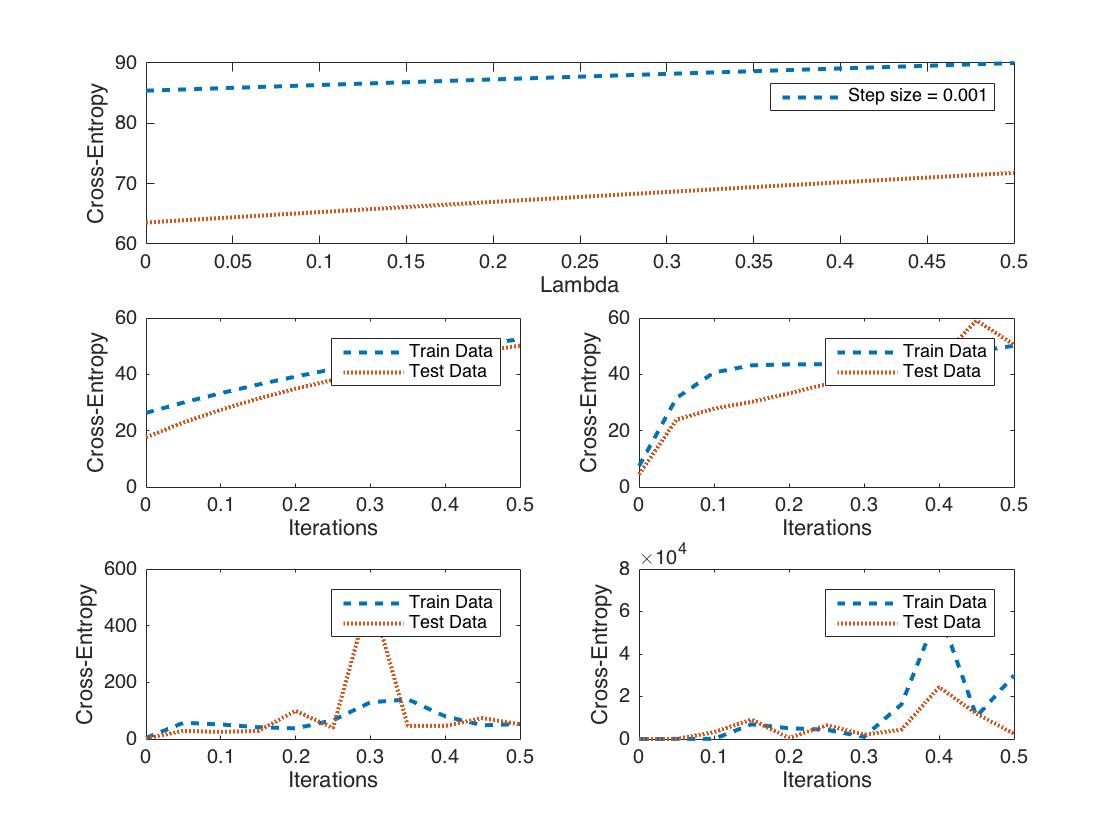 90
80
70
60
Cross-Entropy
Step size = 0.001
0 0.05 0.1 0.15 0.2 0.25 0.3 0.35 0.4 0.45 0.5
Lambda
60
40
20
0
Cross-Entropy
Train Data
Test Data
0 0.1 0.2 0.3 0.4 0.5
Iterations
60
40
20
0
Cross-Entropy
Train Data
Test Data
0 0.1 0.2 0.3 0.4 0.5
Iterations
600
400
200
0
Cross-Entropy
Train Data
Test Data
0 0.1 0.2 0.3 0.4 0.5
Iterations
×10⁴
8
6
4
2
0
Cross-Entropy
Train Data
Test Data
0 0.1 0.2 0.3 0.4 0.5
Iterations